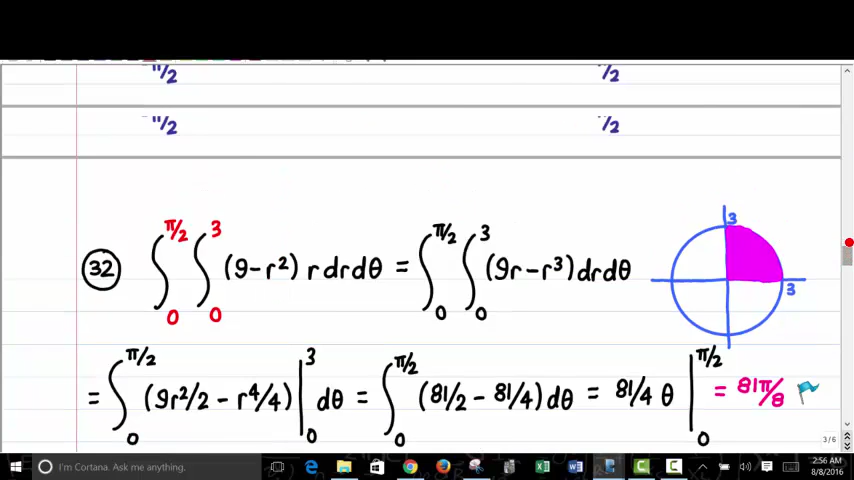 π/2 π/2
π/2 π/2
32 ∫₀^π/2 ∫₀^3 (9-r²) r dr dθ = ∫₀^π/2 ∫₀^3 (9r-r³) dr dθ
3
3
= ∫₀^π/2 (9r²/2 - r⁴/4) |₀^3 dθ = ∫₀^π/2 (81/2 - 81/4) dθ = 81/4 θ |₀^π/2 = 81π/8
3/6
I'm Cortana. Ask me anything.
2:56 AM
8/8/2016